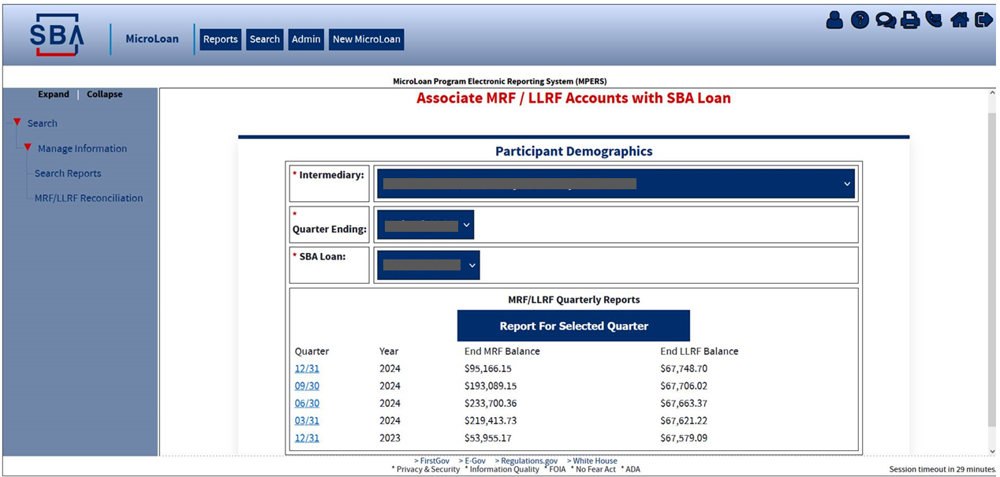 SBA
MicroLoan
Reports Search Admin New MicroLoan
MicroLoan Program Electronic Reporting System (MPERS)
Expand | Collapse
Search
Manage Information
Search Reports
MRF/LLRF Reconciliation
Associate MRF / LLRF Accounts with SBA Loan
Participant Demographics
* Intermediary:
*
Quarter Ending:
* SBA Loan:
MRF/LLRF Quarterly Reports
Report For Selected Quarter
Quarter Year End MRF Balance End LLRF Balance
12/31 2024 $95,166.15 $67,748.70
09/30 2024 $193,089.15 $67,706.02
06/30 2024 $233,700.36 $67,663.37
03/31 2024 $219,413.73 $67,621.22
12/31 2023 $53,955.17 $67,579.09
> FirstGov > E-Gov > Regulations.gov > White House
* Privacy & Security * Information Quality * FOIA * No Fear Act * ADA
Session timeout in 29 minutes.